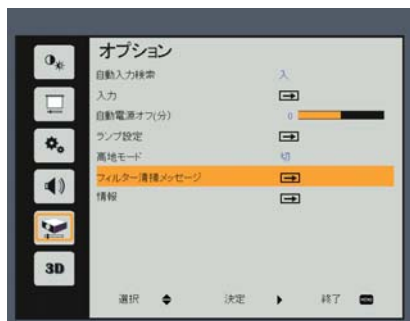 オプション
自動入力検索 入
入力
自動電源オフ(分) 0
ランプ設定
高地モード 切
フィルター清掃メッセージ
情報
3D
選択 決定 終了 MENU